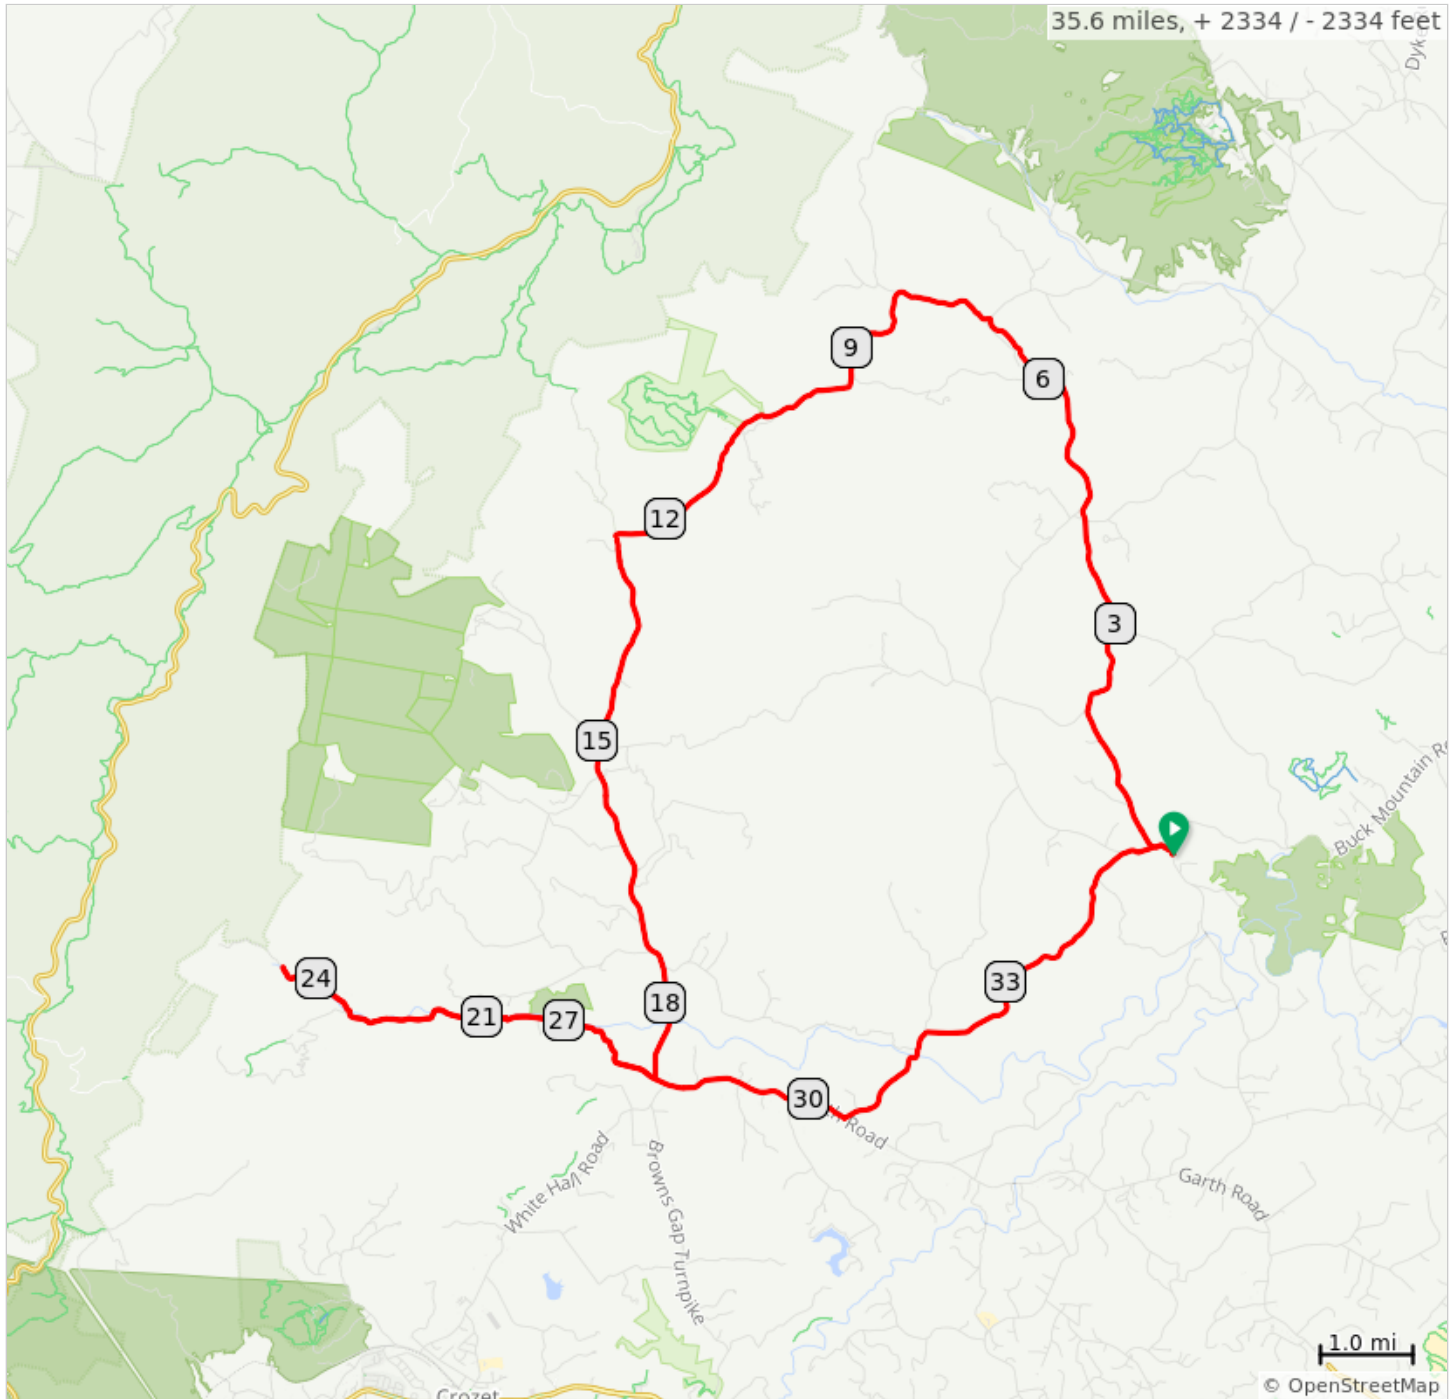 35.6 miles, + 2334 / - 2334 feet
9
6
12
3
15
Buck Mountain R
24
18
21
27
33
30
Road
White Hall Road
Browns Gap Turnpike
Garth Road
1.0 mi
Crozet
© OpenStreetMap